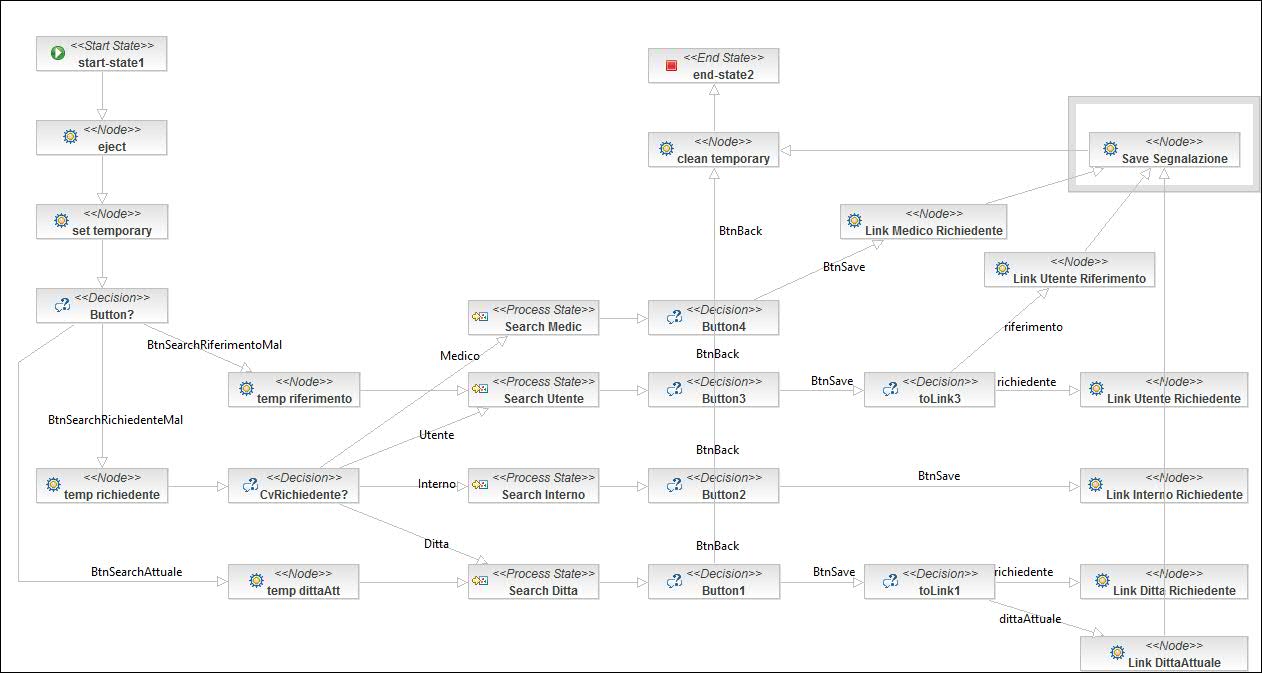 <<Start State>>
start-state1
<<End State>>
end-state2
<<Node>>
eject
<<Node>>
clean temporary
<<Node>>
Save Segnalazione
<<Node>>
set temporary
BtnBack
<<Node>>
Link Medico Richiedente
BtnSave
<<Node>>
Link Utente Riferimento
<<Decision>>
Button?
<<Process State>>
Search Medic
<<Decision>>
Button4
riferimento
BtnSearchRiferimentoMal
Medico
BtnBack
<<Node>>
temp riferimento
<<Process State>>
Search Utente
<<Decision>>
Button3
BtnSave
<<Decision>>
toLink3
richiedente
<<Node>>
Link Utente Richiedente
BtnSearchRichiedenteMal
Utente
BtnBack
<<Node>>
temp richiedente
<<Decision>>
CvRichiedente?
Interno
<<Process State>>
Search Interno
<<Decision>>
Button2
BtnSave
<<Node>>
Link Interno Richiedente
Ditta
BtnBack
BtnSearchAttuale
<<Node>>
temp dittaAtt
<<Process State>>
Search Ditta
<<Decision>>
Button1
BtnSave
<<Decision>>
toLink1
richiedente
<<Node>>
Link Ditta Richiedente
dittaAttuale
<<Node>>
Link DittaAttuale